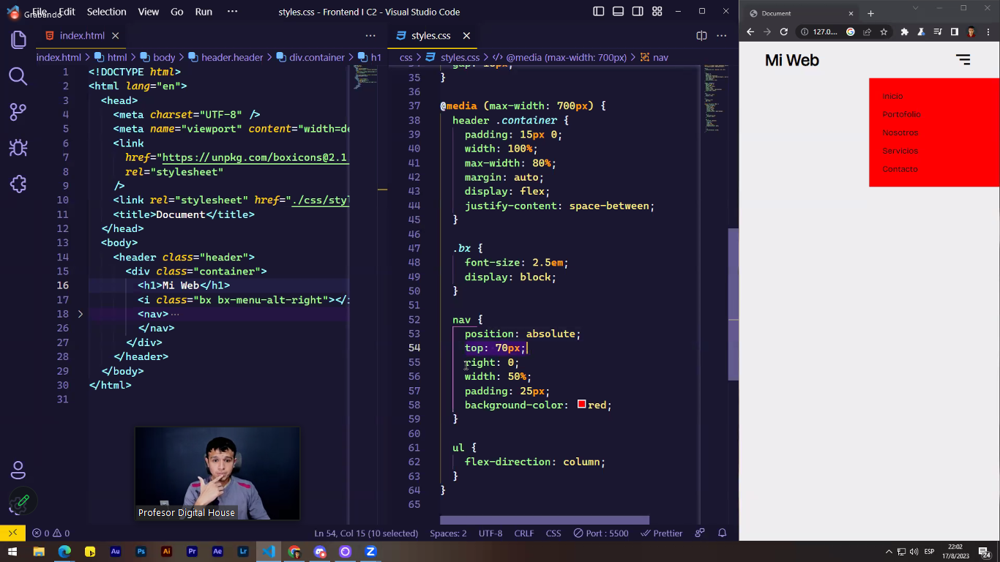 Grabando
Edit Selection View Go Run ···
styles.css - Frontend I C2 - Visual Studio Code
index.html
index.html > html > body > header.header > div.container > h1
1 <!DOCTYPE html>
2 <html lang="en">
3 <head>
4 <meta charset="UTF-8" />
5 <meta name="viewport" content="width=de
6 <link
7 href="https://unpkg.com/boxicons@2.1.
8 rel="stylesheet"
9 />
10 <link rel="stylesheet" href="./css/styl
11 <title>Document</title>
12 </head>
13 <body>
14 <header class="header">
15 <div class="container">
16 <h1>Mi Web</h1>
17 <i class="bx bx-menu-alt-right"></i
18 <nav>···
26 </nav>
27 </div>
28 </header>
29 </body>
30 </html>
31
styles.css
css > styles.css > @media (max-width: 700px) > nav
35 }
36
37 @media (max-width: 700px) {
38 header .container {
39 padding: 15px 0;
40 width: 100%;
41 max-width: 80%;
42 margin: auto;
43 display: flex;
44 justify-content: space-between;
45 }
46
47 .bx {
48 font-size: 2.5em;
49 display: block;
50 }
51
52 nav {
53 position: absolute;
54 top: 70px;
55 right: 0;
56 width: 50%;
57 padding: 25px;
58 background-color: red;
59 }
60
61 ul {
62 flex-direction: column;
63 }
64 }
65
Document
127.0....
Mi Web
Inicio
Portofolio
Nosotros
Servicios
Contacto
Profesor Digital House
0 0
Ln 54, Col 15 (10 selected)
Spaces: 2
UTF-8
CRLF
CSS
Port : 5500
Prettier
Au Ps Ai Pr Ae Lr
ESP
22:02
17/8/2023
24